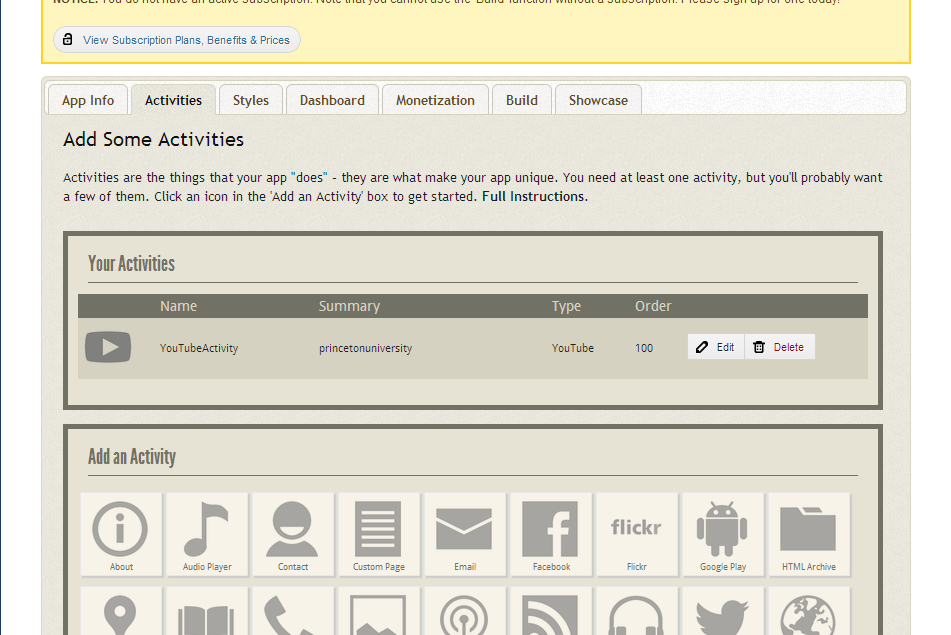 NOTICE: You do not have an active subscription. Note that you cannot use the 'Build' function without a subscription. Please sign up for one today!
View Subscription Plans, Benefits & Prices
App Info Activities Styles Dashboard Monetization Build Showcase
Add Some Activities
Activities are the things that your app "does" - they are what make your app unique. You need at least one activity, but you'll probably want
a few of them. Click an icon in the 'Add an Activity' box to get started. Full Instructions.
Your Activities
Name Summary Type Order
YouTubeActivity princetonuniversity YouTube 100 Edit Delete
Add an Activity
flickr
About Audio Player Contact Custom Page Email Facebook Flickr Google Play HTML Archive